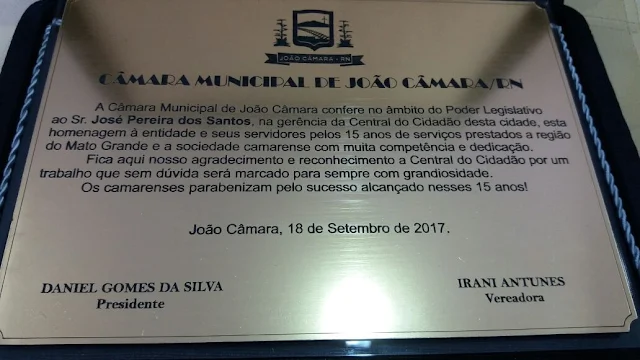 JOÃO CÂMARA - RN
CÂMARA MUNICIPAL DE JOÃO CÂMARA/RN
A Câmara Municipal de João Câmara confere no âmbito do Poder Legislativo
ao Sr. José Pereira dos Santos, na gerência da Central do Cidadão desta cidade, esta
homenagem à entidade e seus servidores pelos 15 anos de serviços prestados a região
do Mato Grande e a sociedade camarense com muita competência e dedicação.
Fica aqui nosso agradecimento e reconhecimento a Central do Cidadão por um
trabalho que sem dúvida será marcado para sempre com grandiosidade.
Os camarenses parabenizam pelo sucesso alcançado nesses 15 anos!
João Câmara, 18 de Setembro de 2017.
DANIEL GOMES DA SILVA
Presidente
IRANI ANTUNES
Vereadora